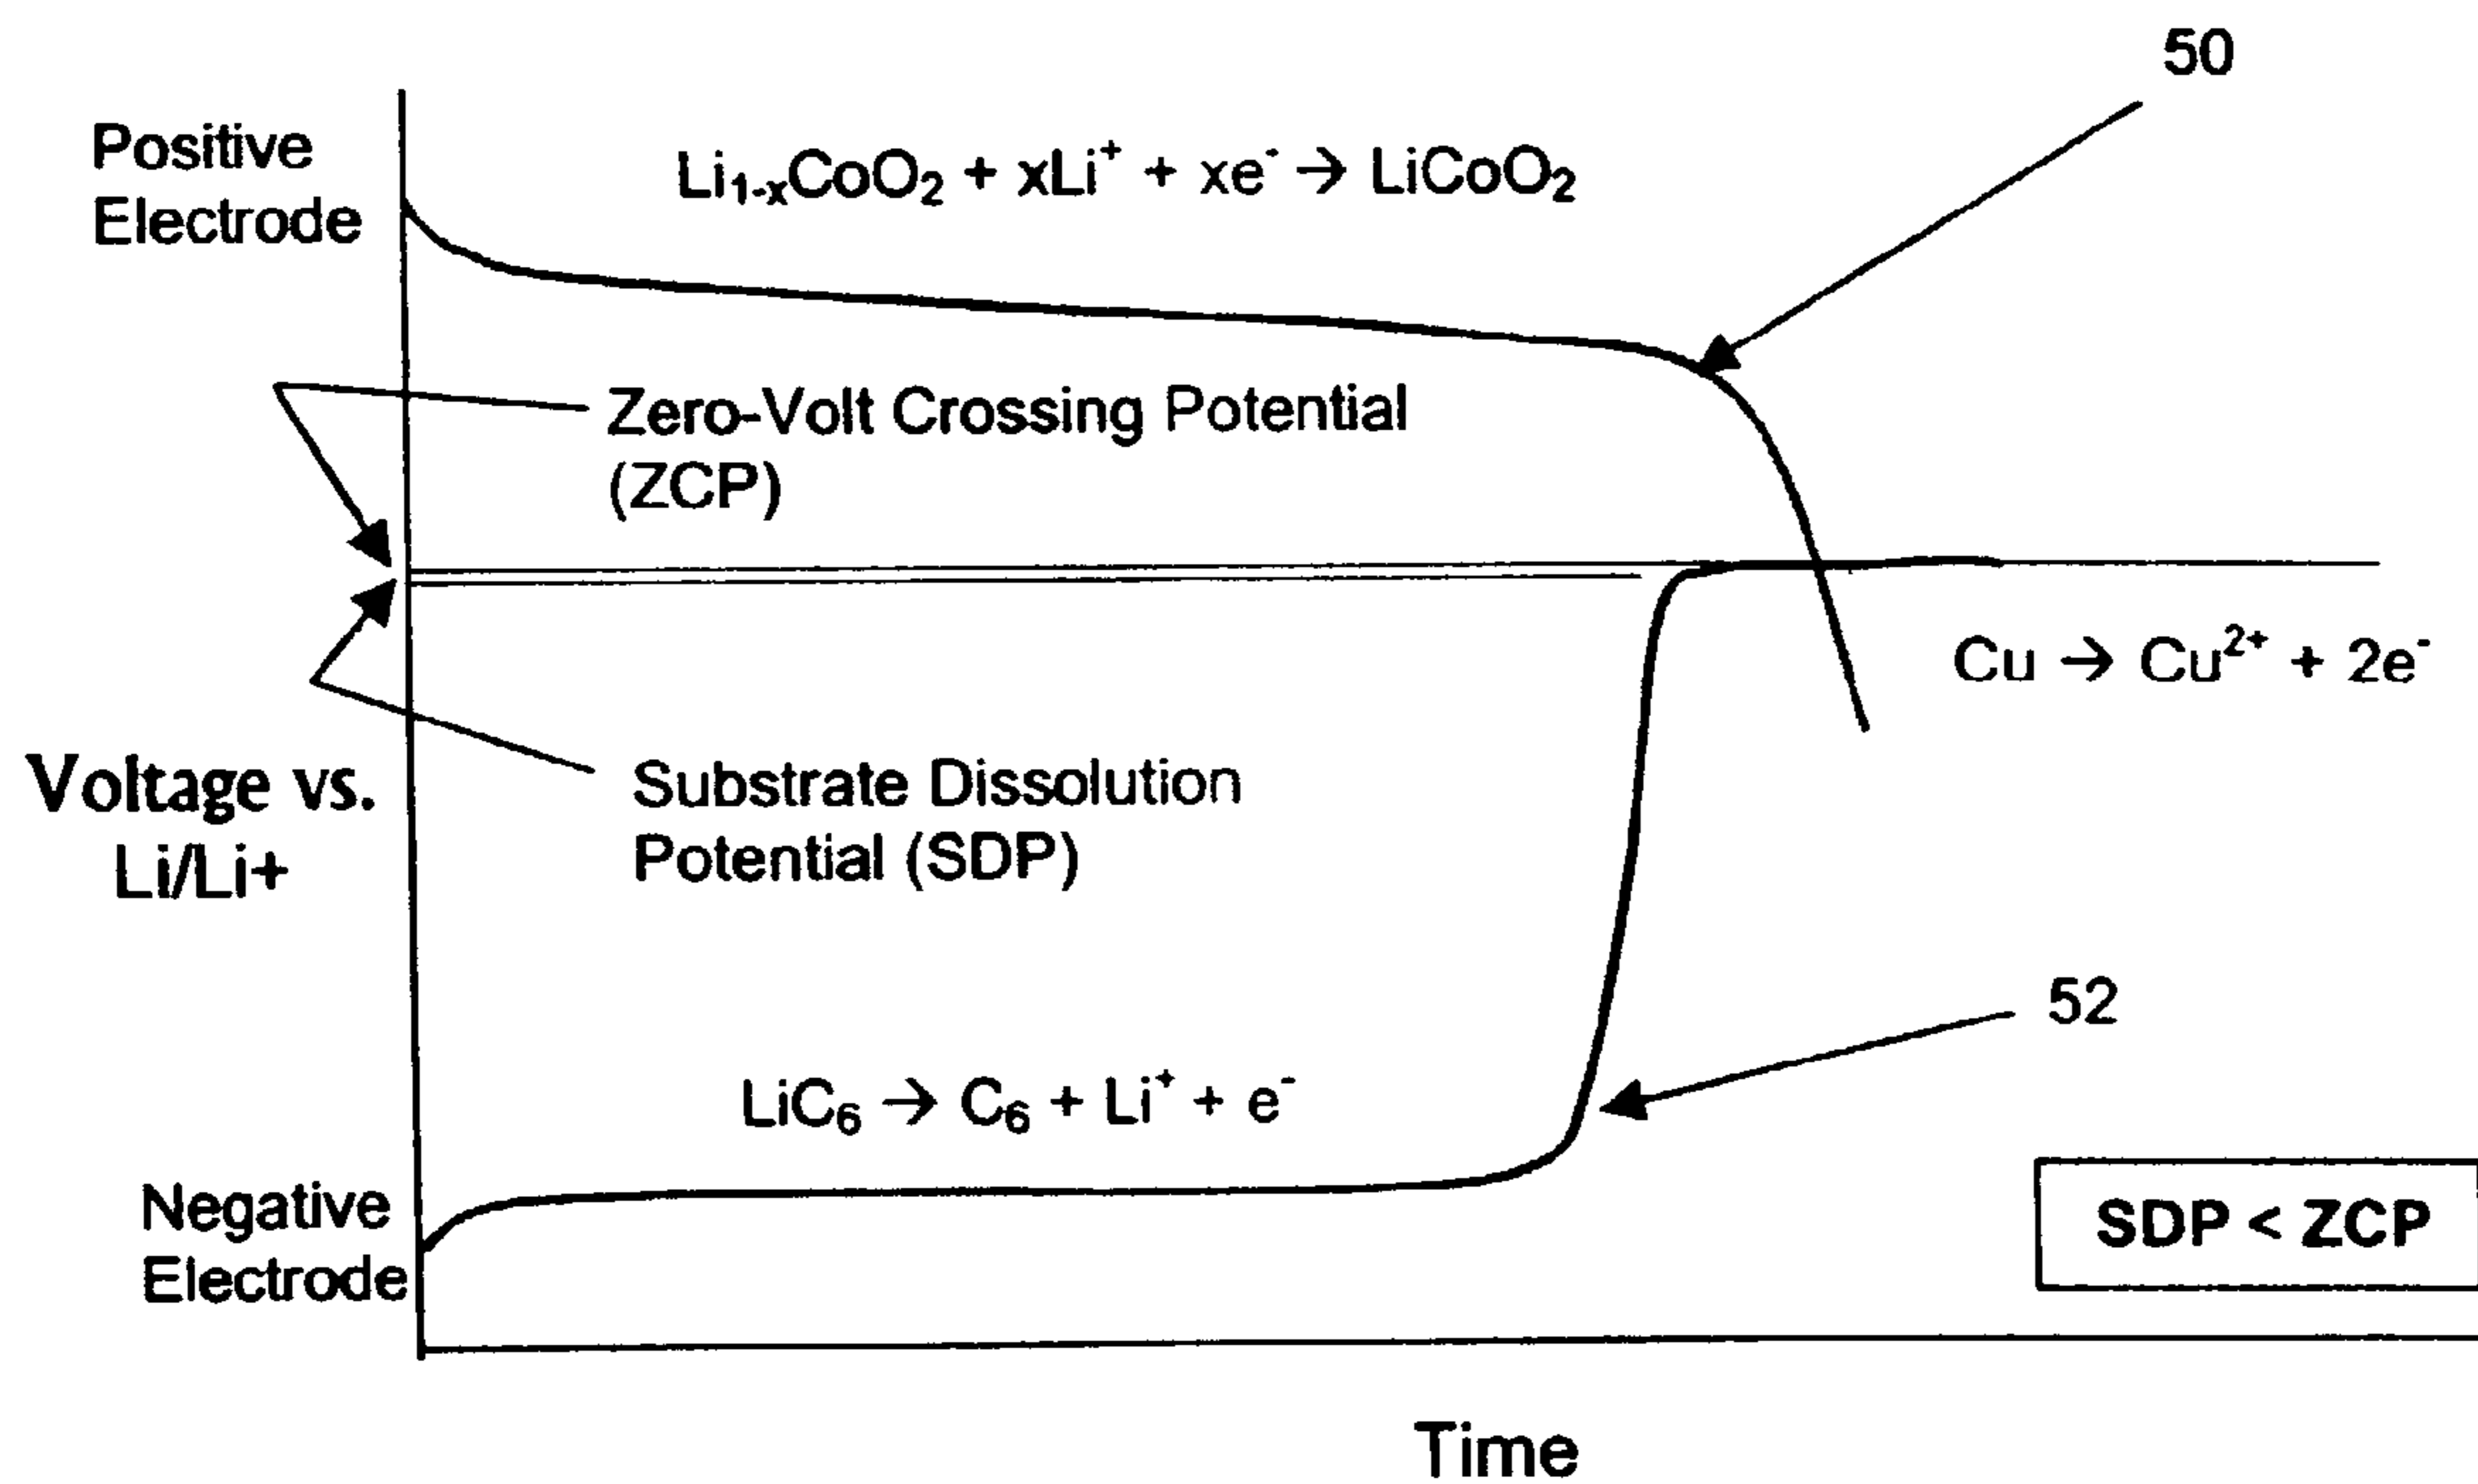 50
Positive
Electrode
Li₁₋ₓCoO₂ + xLi⁺ + xe⁻ → LiCoO₂
Zero-Volt Crossing Potential
(ZCP)
Cu → Cu²⁺ + 2e⁻
Voltage vs.
Li/Li+
Substrate Dissolution
Potential (SDP)
52
LiC₆ → C₆ + Li⁺ + e⁻
Negative
Electrode
SDP < ZCP
Time